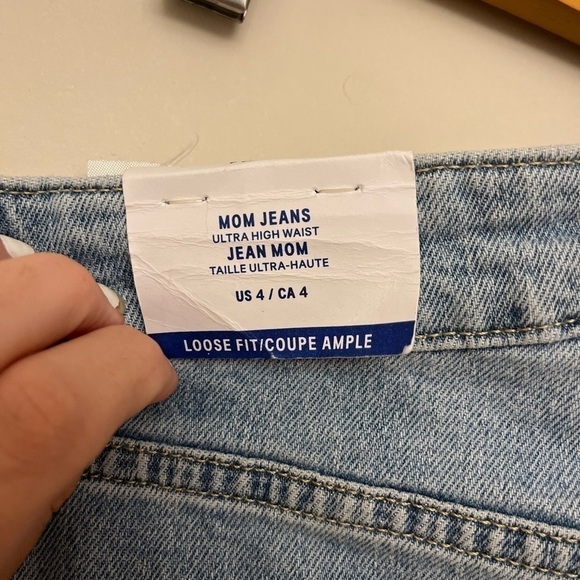 MOM JEANS
ULTRA HIGH WAIST
JEAN MOM
TAILLE ULTRA-HAUTE
US 4 / CA 4
LOOSE FIT/COUPE AMPLE